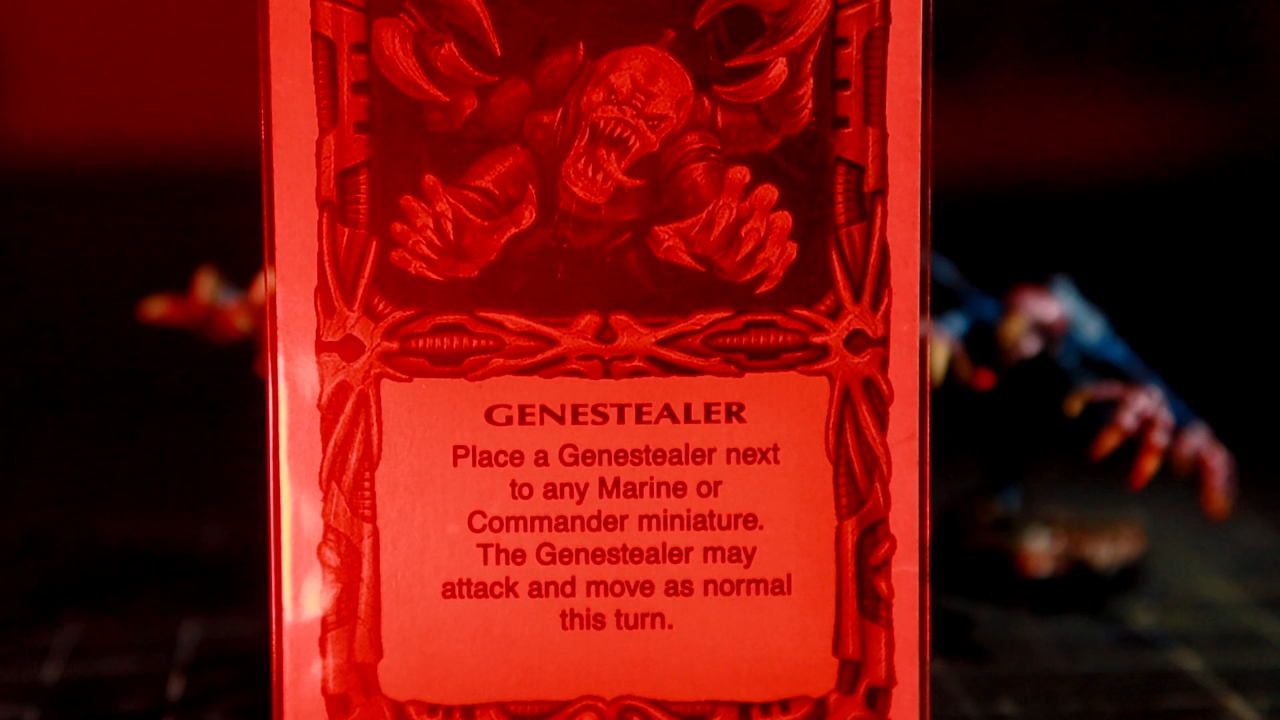 GENESTEALER
Place a Genestealer next
to any Marine or
Commander miniature.
The Genestealer may
attack and move as normal
this turn.